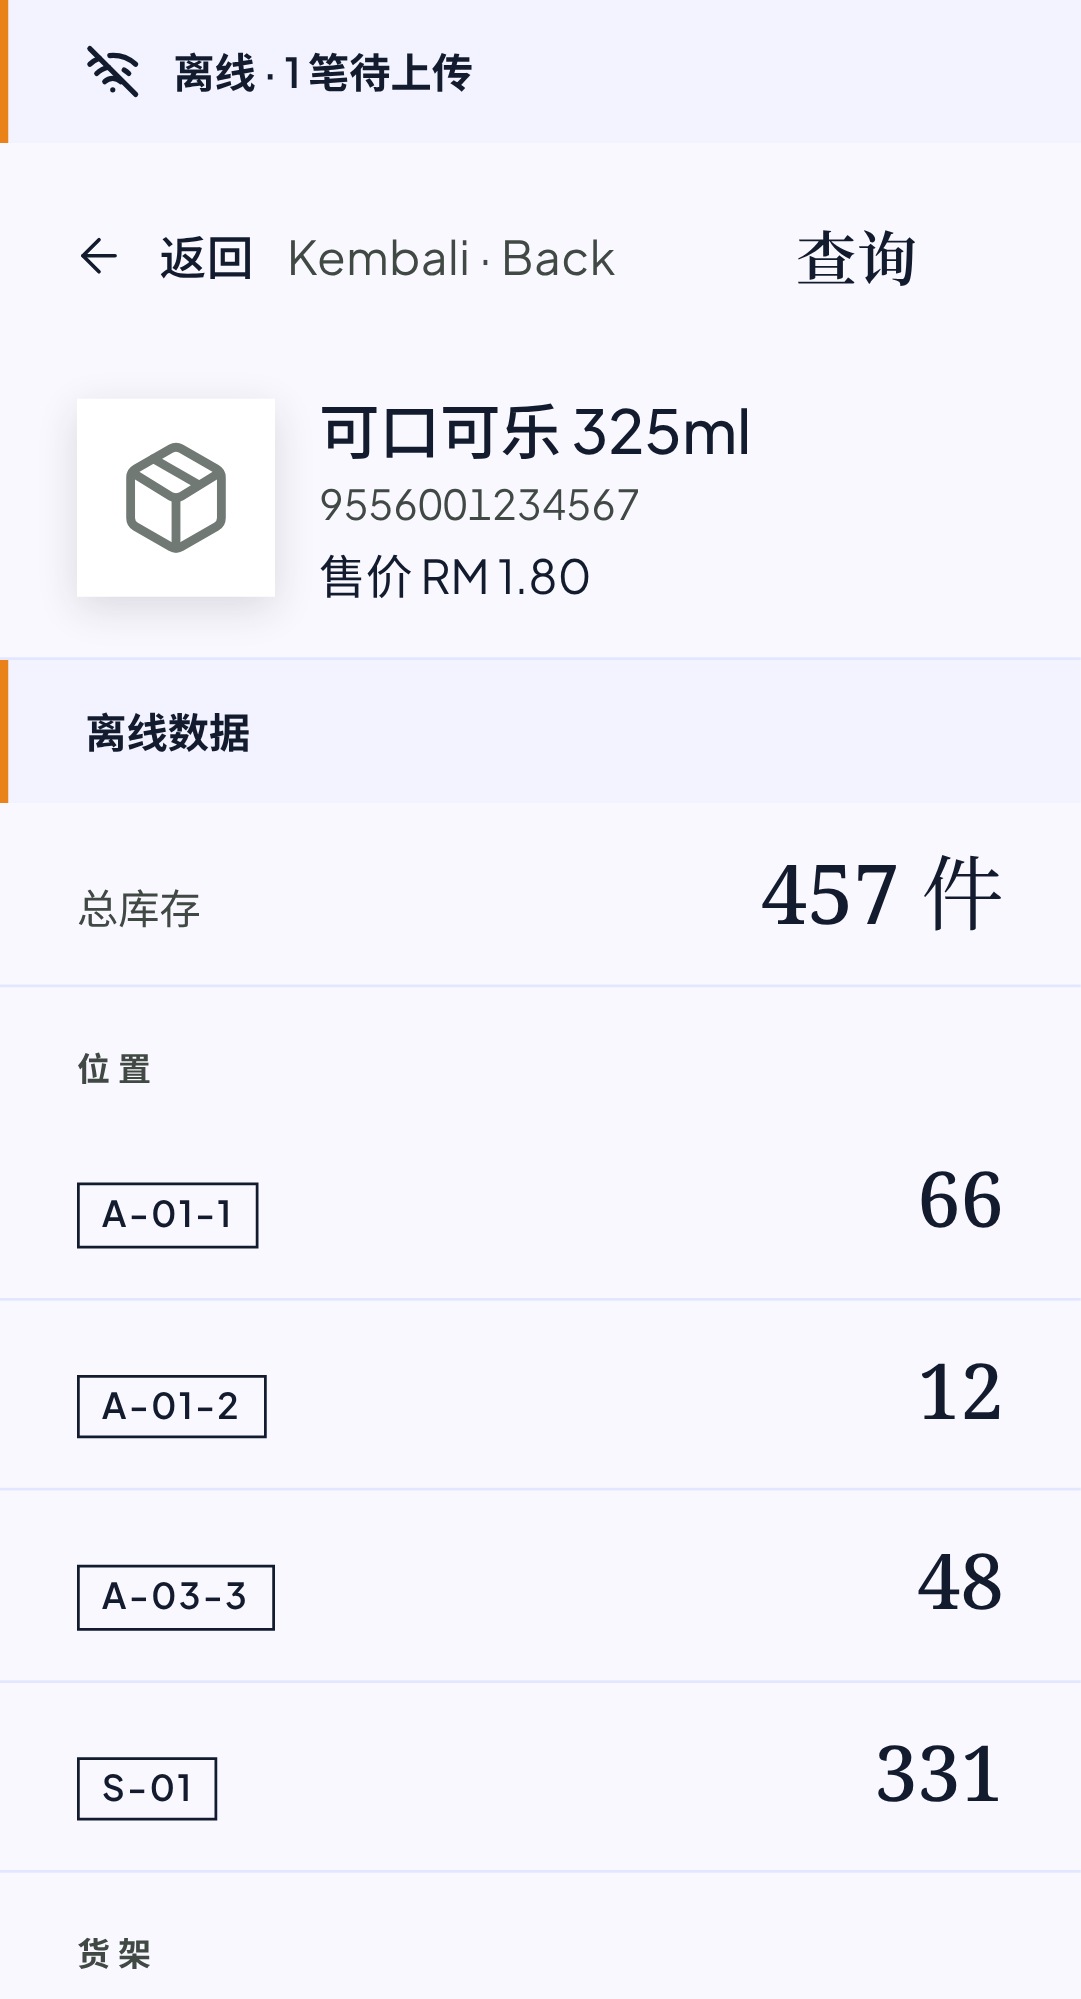 离线 · 1 笔待上传
返回 Kembali · Back 查询
可口可乐 325ml
9556001234567
售价 RM 1.80
离线数据
总库存 457 件
位置
A-01-1 66
A-01-2 12
A-03-3 48
S-01 331
货架